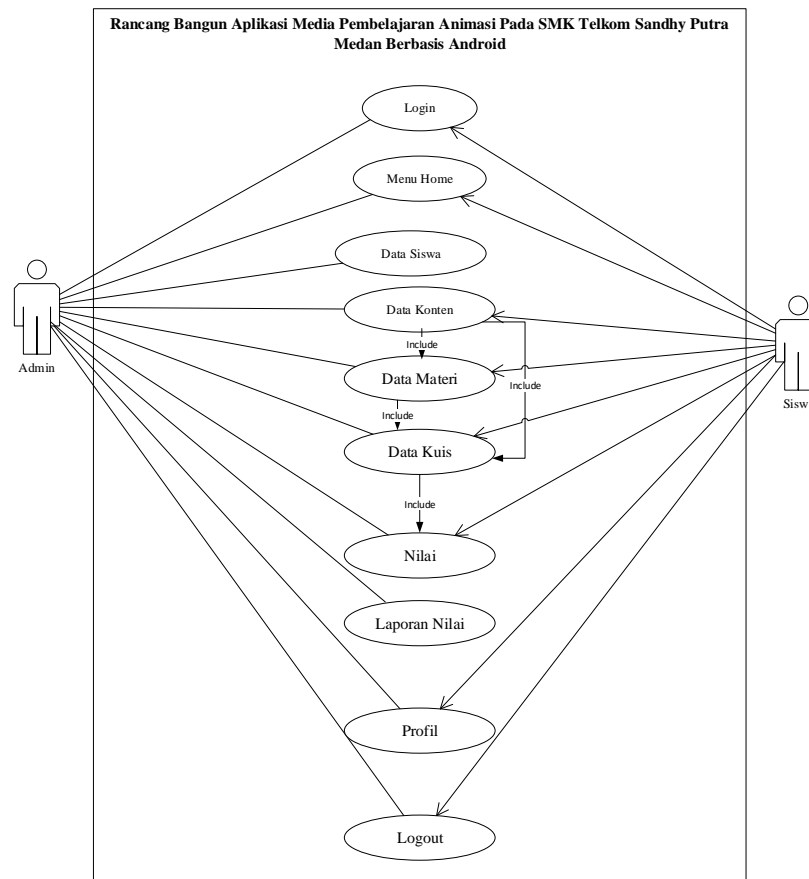 Rancang Bangun Aplikasi Media Pembelajaran Animasi Pada SMK Telkom Sandhy Putra
Medan Berbasis Android
Login
Menu Home
Data Siswa
Data Konten
Include
Data Materi
Include
Include
Data Kuis
Include
Nilai
Laporan Nilai
Profil
Logout
Admin
Sisw